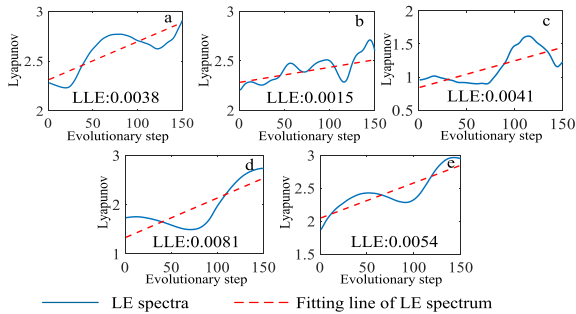 a
Lyapunov
3
2.5
2
LLE:0.0038
0 50 100 150
Evolutionary step
b
Lyapunov
3
2.5
2
LLE:0.0015
0 50 100 150
Evolutionary step
c
Lyapunov
2
1.5
1
0.5
LLE:0.0041
0 50 100 150
Evolutionary step
d
Lyapunov
3
2
1
LLE:0.0081
0 50 100 150
Evolutionary step
e
Lyapunov
3
2.5
2
1.5
LLE:0.0054
0 50 100 150
Evolutionary step
LE spectra
Fitting line of LE spectrum